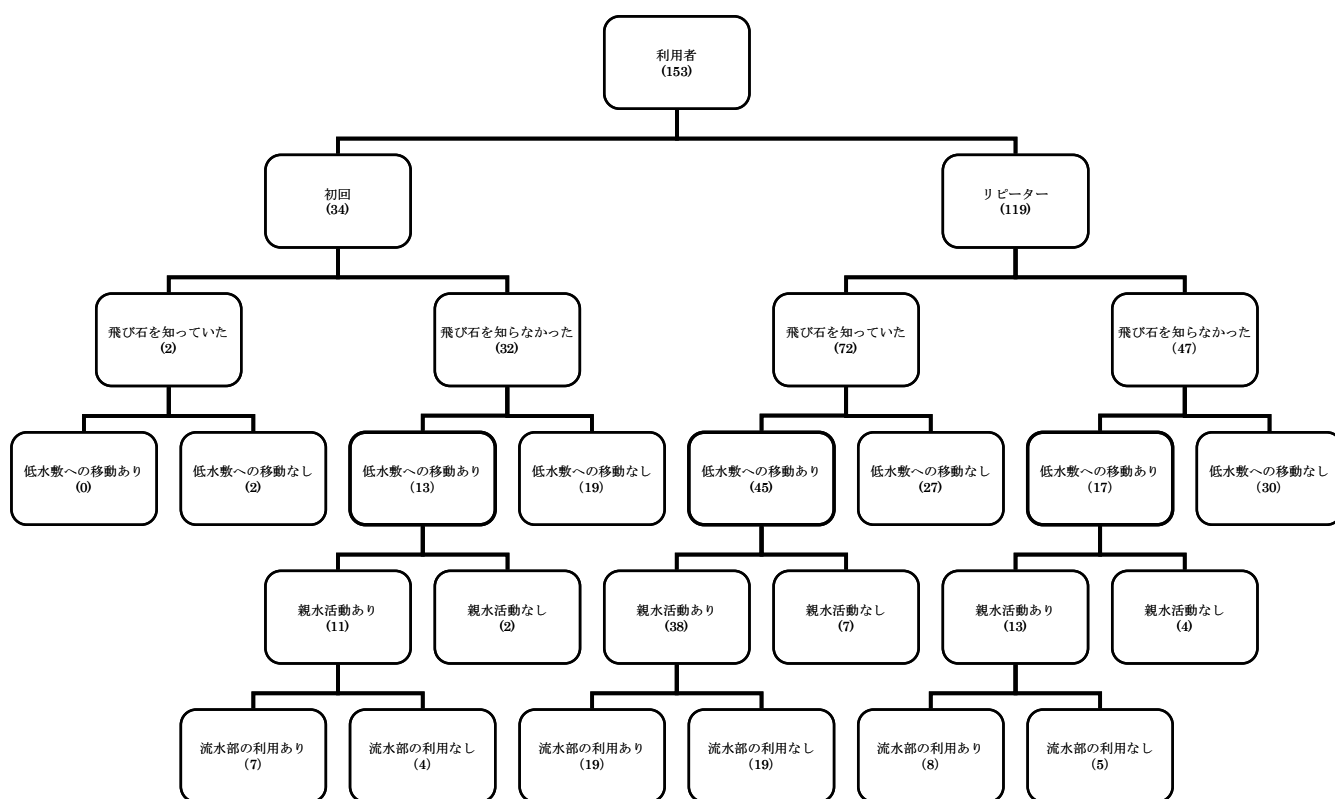 利用者
(153)
初回
(34)
リピーター
(119)
飛び石を知っていた
(2)
飛び石を知らなかった
(32)
飛び石を知っていた
(72)
飛び石を知らなかった
(47)
低水敷への移動あり
(0)
低水敷への移動なし
(2)
低水敷への移動あり
(13)
低水敷への移動なし
(19)
低水敷への移動あり
(45)
低水敷への移動なし
(27)
低水敷への移動あり
(17)
低水敷への移動なし
(30)
親水活動あり
(11)
親水活動なし
(2)
親水活動あり
(38)
親水活動なし
(7)
親水活動あり
(13)
親水活動なし
(4)
流水部の利用あり
(7)
流水部の利用なし
(4)
流水部の利用あり
(19)
流水部の利用なし
(19)
流水部の利用あり
(8)
流水部の利用なし
(5)